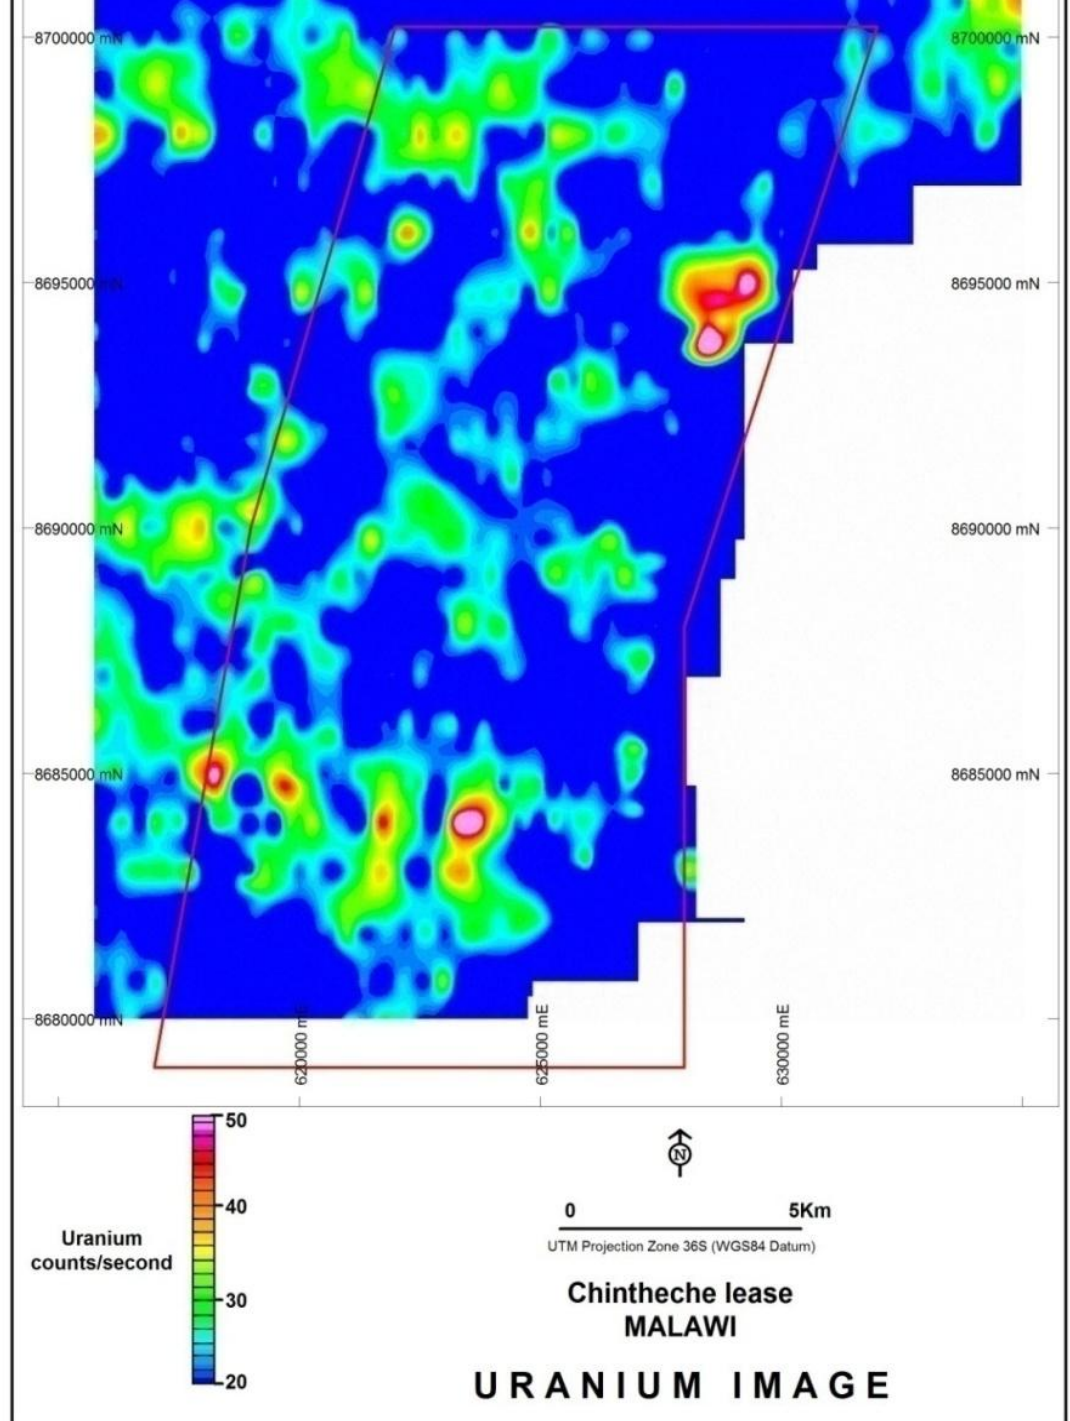 8700000 mN
8700000 mN
8695000 mN
8695000 mN
8690000 mN
8690000 mN
8685000 mN
8685000 mN
8680000 mN
620000 mE
625000 mE
630000 mE
50
40
30
20
Uranium
counts/second
N
0 5Km
UTM Projection Zone 36S (WGS84 Datum)
Chintheche lease
MALAWI
URANIUM IMAGE